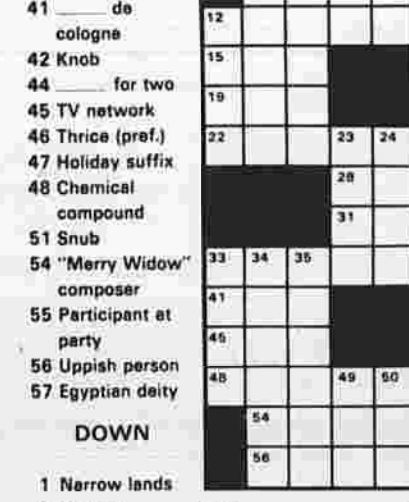 41 _____ de
cologne
42 Knob
44 _____ for two
45 TV network
46 Thrice (pref.)
47 Holiday suffix
48 Chemical
compound
51 Snub
54 "Merry Widow"
composer
55 Participant at
party
56 Uppish person
57 Egyptian deity
DOWN
1 Narrow lands
12
15
19
22 23 24
28
31
33 34 35
41
45
48 49 50
54
56